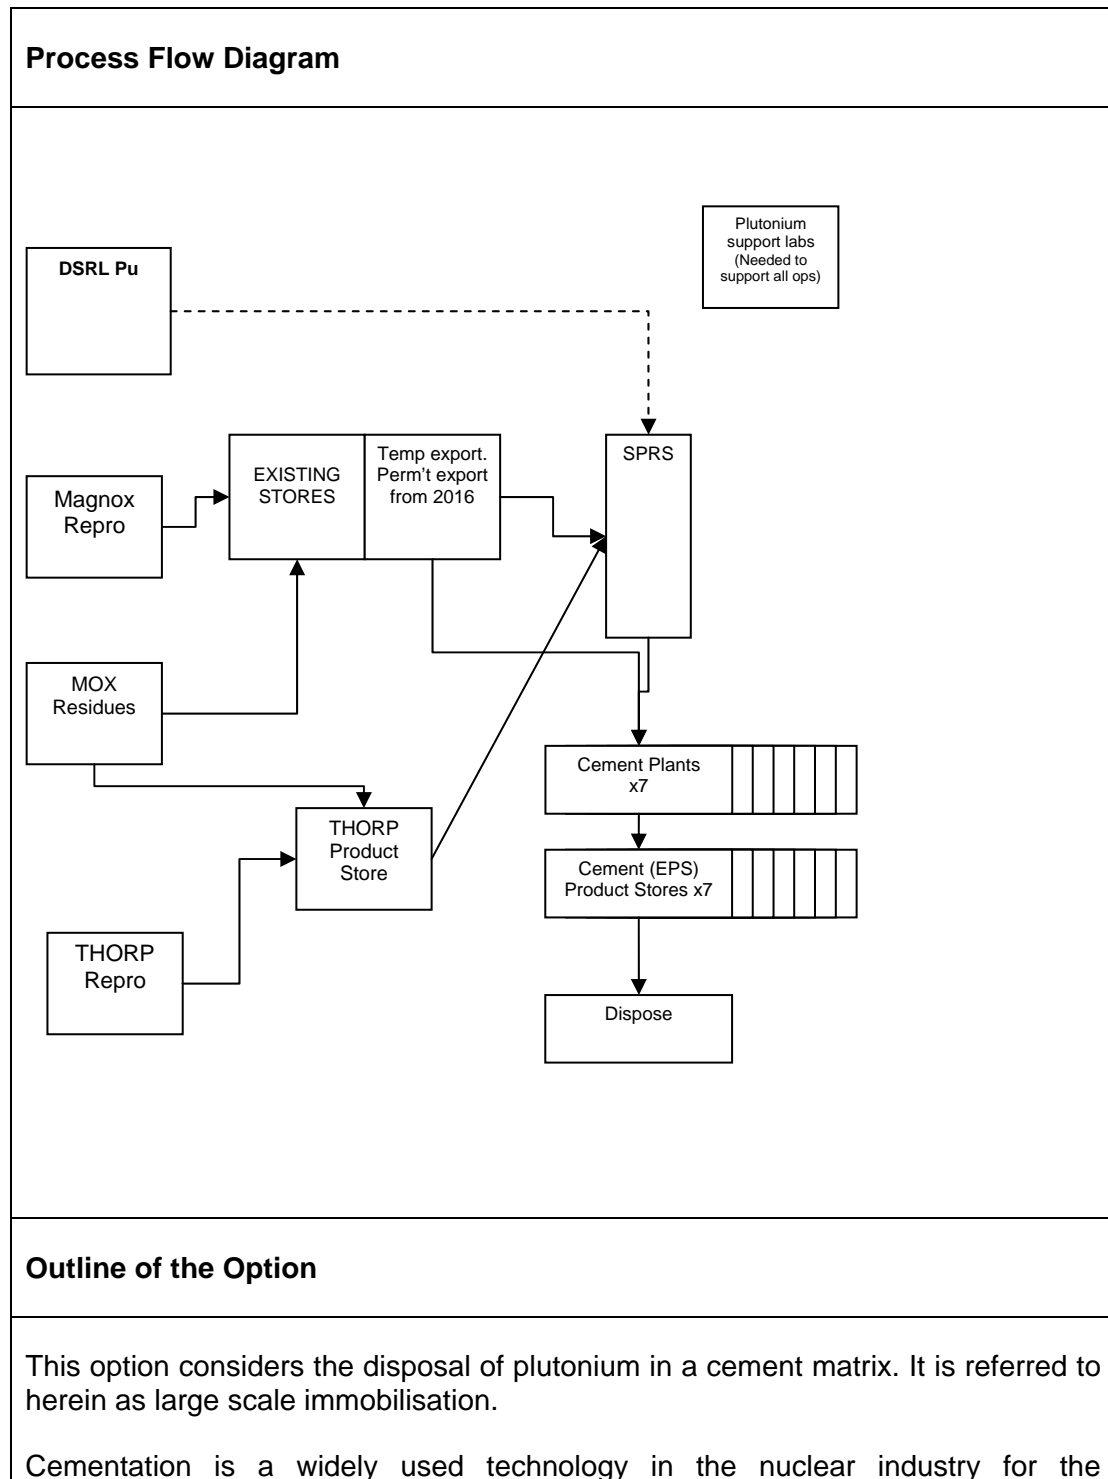 Process Flow Diagram
Plutonium
support labs
(Needed to
support all ops)
DSRL Pu
EXISTING
STORES
Temp export.
Perm't export
from 2016
SPRS
Magnox
Repro
MOX
Residues
Cement Plants
x7
THORP
Product
Store
Cement (EPS)
Product Stores x7
THORP
Repro
Dispose
Outline of the Option
This option considers the disposal of plutonium in a cement matrix. It is referred to
herein as large scale immobilisation.
Cementation is a widely used technology in the nuclear industry for the